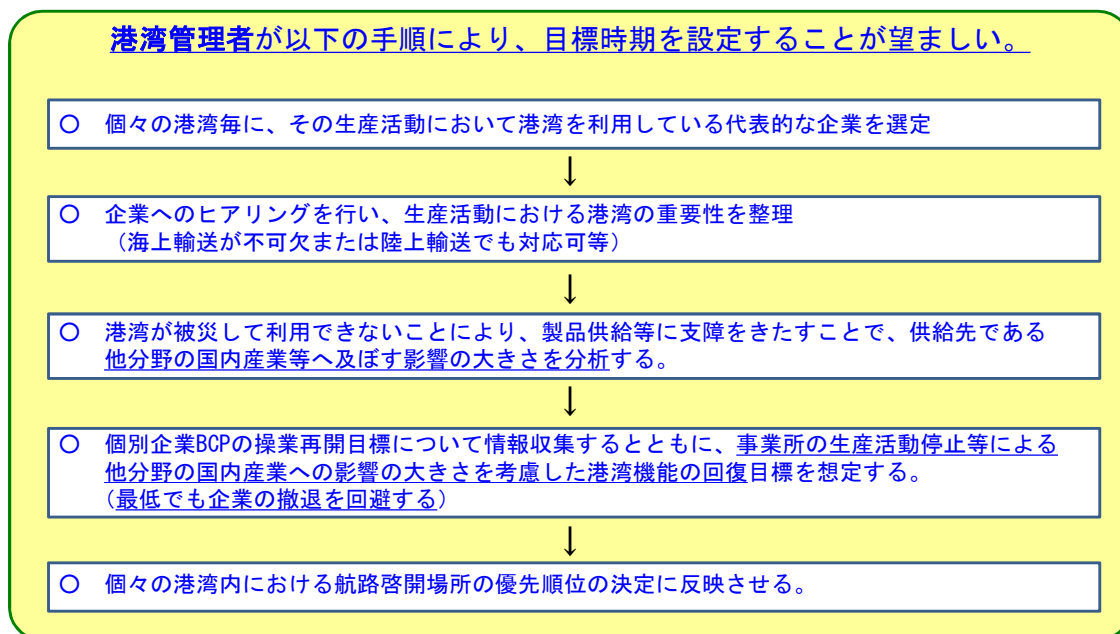 港湾管理者が以下の手順により、目標時期を設定することが望ましい。
○ 個々の港湾毎に、その生産活動において港湾を利用している代表的な企業を選定
↓
○ 企業へのヒアリングを行い、生産活動における港湾の重要性を整理
（海上輸送が不可欠または陸上輸送でも対応可等）
↓
○ 港湾が被災して利用できないことにより、製品供給等に支障をきたすことで、供給先である
他分野の国内産業等へ及ぼす影響の大きさを分析する。
↓
○ 個別企業BCPの操業再開目標について情報収集するとともに、事業所の生産活動停止等による
他分野の国内産業への影響の大きさを考慮した港湾機能の回復目標を想定する。
（最低でも企業の撤退を回避する）
↓
○ 個々の港湾内における航路啓開場所の優先順位の決定に反映させる。